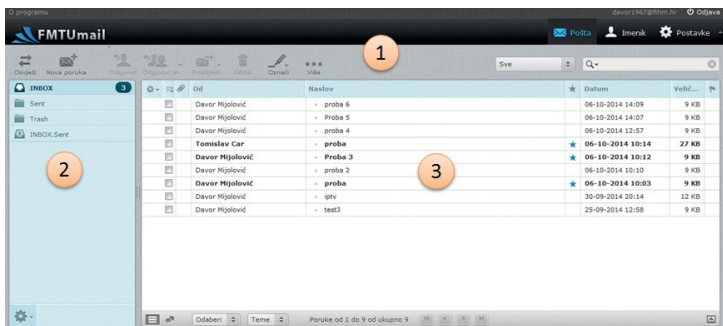 O programu davor1967@fthm.hr Odjava
FMTUmail Pošta Imenik Postavke
1
Osvježi Nova poruka Odgovori Odgovori sv... Proslijedi Obriši Označi Više Sve
INBOX 3 Od Naslov Datum Velič...
Sent Davor Mijolović proba 6 06-10-2014 14:09 9 KB
Trash Davor Mijolović Proba 5 06-10-2014 14:07 9 KB
INBOX.Sent Davor Mijolović proba 4 06-10-2014 12:57 9 KB
Tomislav Car proba 06-10-2014 10:14 27 KB
2 Davor Mijolović Proba 3 06-10-2014 10:12 9 KB
3
Davor Mijolović proba 2 06-10-2014 10:10 9 KB
Davor Mijolović proba 06-10-2014 10:03 9 KB
Davor Mijolović iptv 30-09-2014 20:14 12 KB
Davor Mijolović test3 25-09-2014 12:58 9 KB
Odaberi Teme Poruke od 1 do 9 od ukupno 9